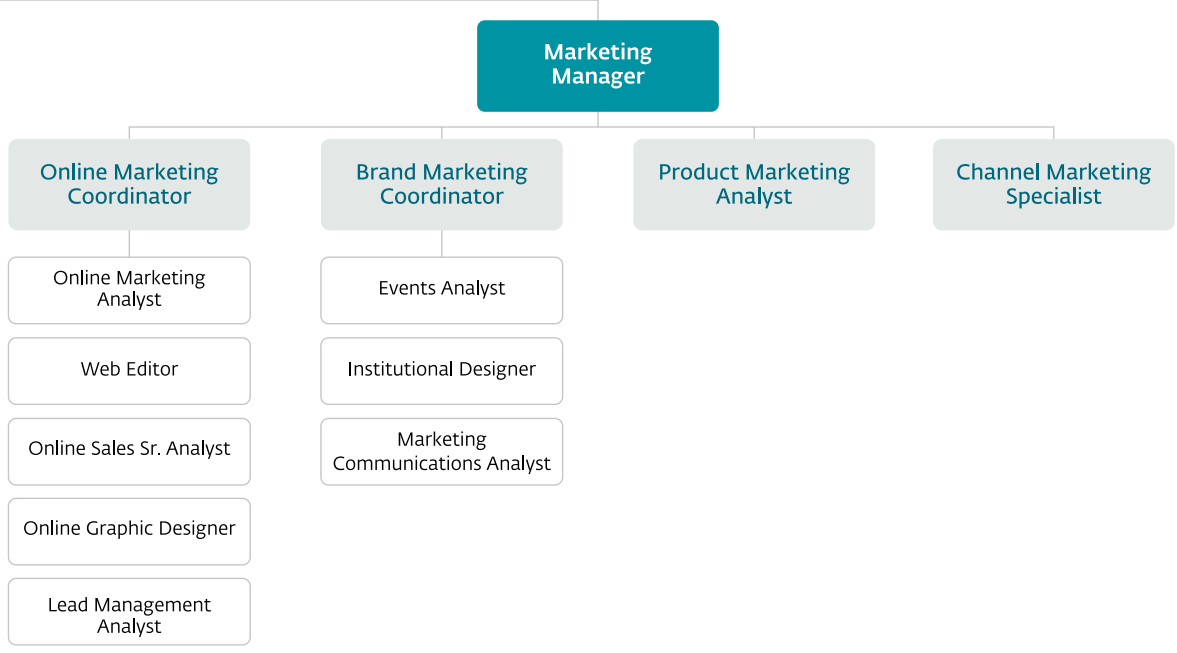 Marketing
Manager
Online Marketing
Coordinator
Brand Marketing
Coordinator
Product Marketing
Analyst
Channel Marketing
Specialist
Online Marketing
Analyst
Web Editor
Online Sales Sr. Analyst
Online Graphic Designer
Lead Management
Analyst
Events Analyst
Institutional Designer
Marketing
Communications Analyst